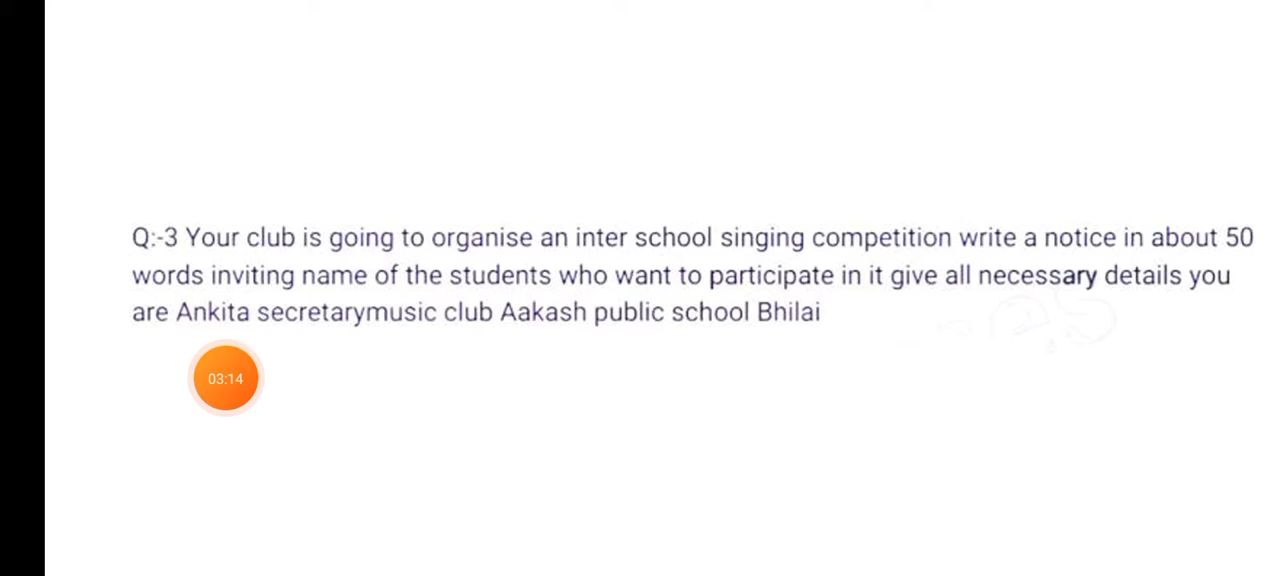 Q:-3 Your club is going to organise an inter school singing competition write a notice in about 50
words inviting name of the students who want to participate in it give all necessary details you
are Ankita secretarymusic club Aakash public school Bhilai
03:14